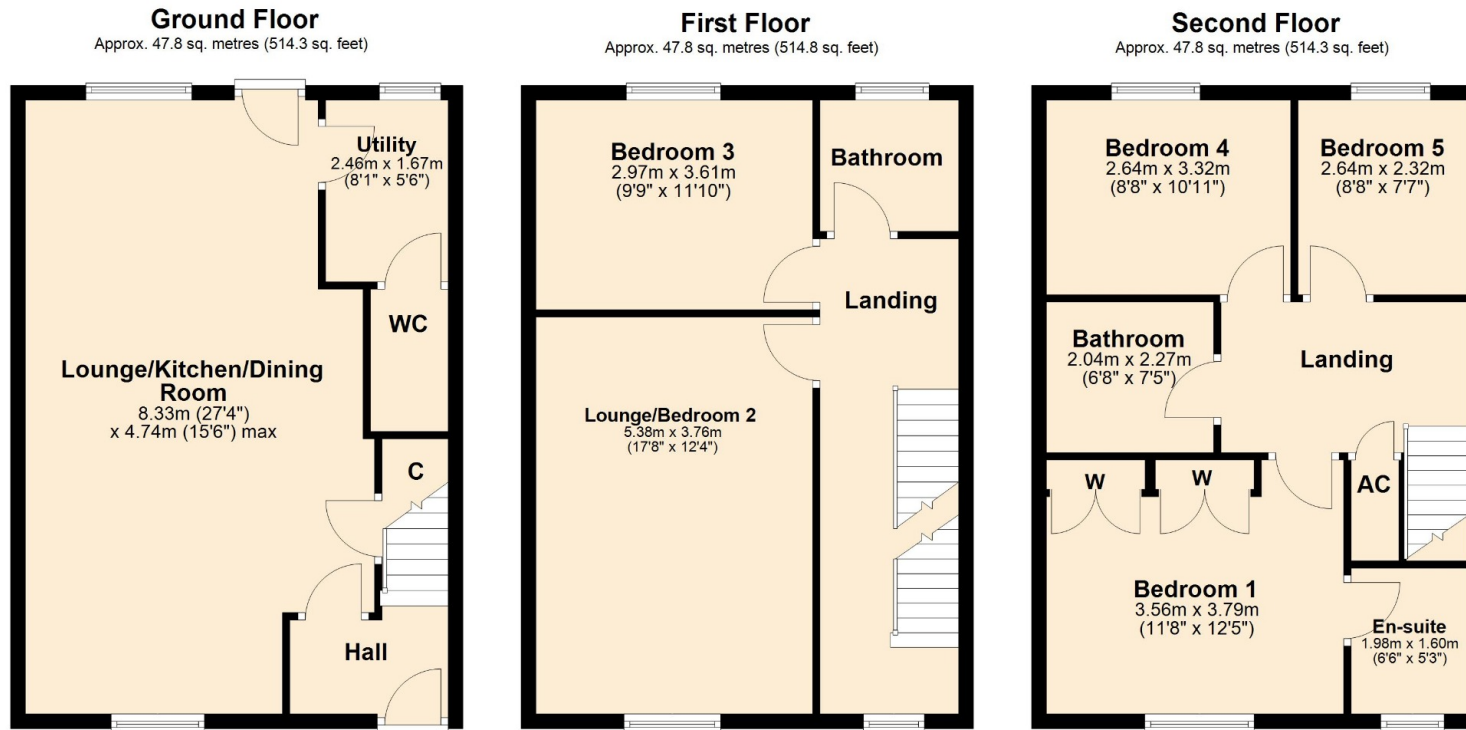 Ground Floor
Approx. 47.8 sq. metres (514.3 sq. feet)
Utility
2.46m x 1.67m
(8'1" x 5'6")
WC
Lounge/Kitchen/Dining
Room
8.33m (27'4")
x 4.74m (15'6") max
C
Hall
First Floor
Approx. 47.8 sq. metres (514.8 sq. feet)
Bedroom 3
2.97m x 3.61m
(9'9" x 11'10")
Bathroom
Landing
Lounge/Bedroom 2
5.38m x 3.76m
(17'8" x 12'4")
Second Floor
Approx. 47.8 sq. metres (514.3 sq. feet)
Bedroom 4
2.64m x 3.32m
(8'8" x 10'11")
Bedroom 5
2.64m x 2.32m
(8'8" x 7'7")
Bathroom
2.04m x 2.27m
(6'8" x 7'5")
Landing
W
W
AC
Bedroom 1
3.56m x 3.79m
(11'8" x 12'5")
En-suite
1.98m x 1.60m
(6'6" x 5'3")